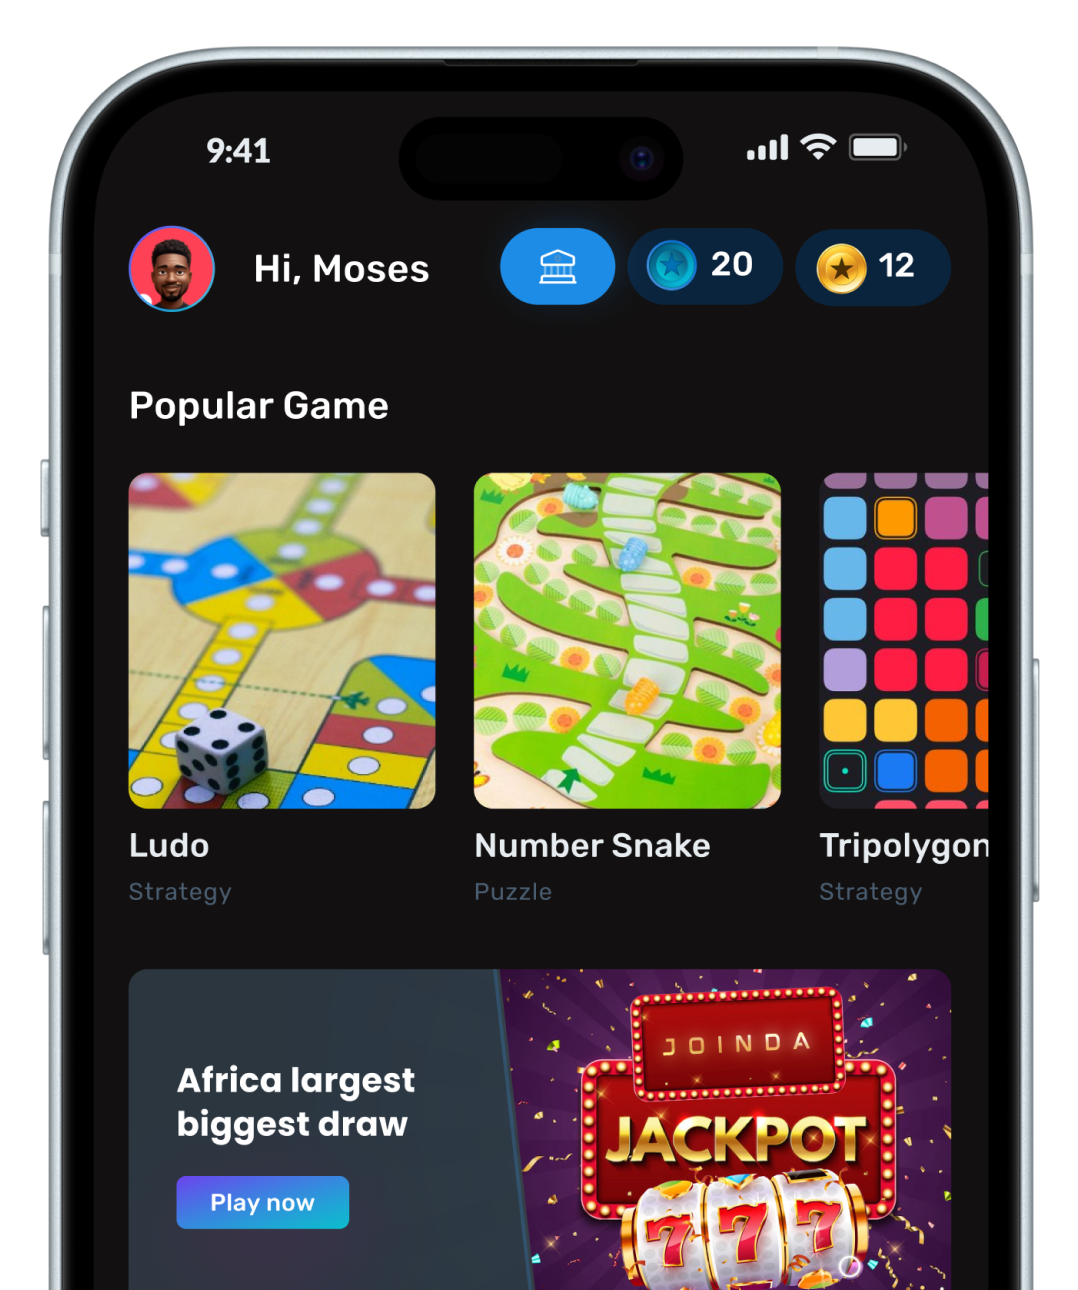 9:41
Hi, Moses
20
12
Popular Game
Ludo
Strategy
Number Snake
Puzzle
Tripolygon
Strategy
Africa largest
biggest draw
Play now
JOINDA
JACKPOT
777